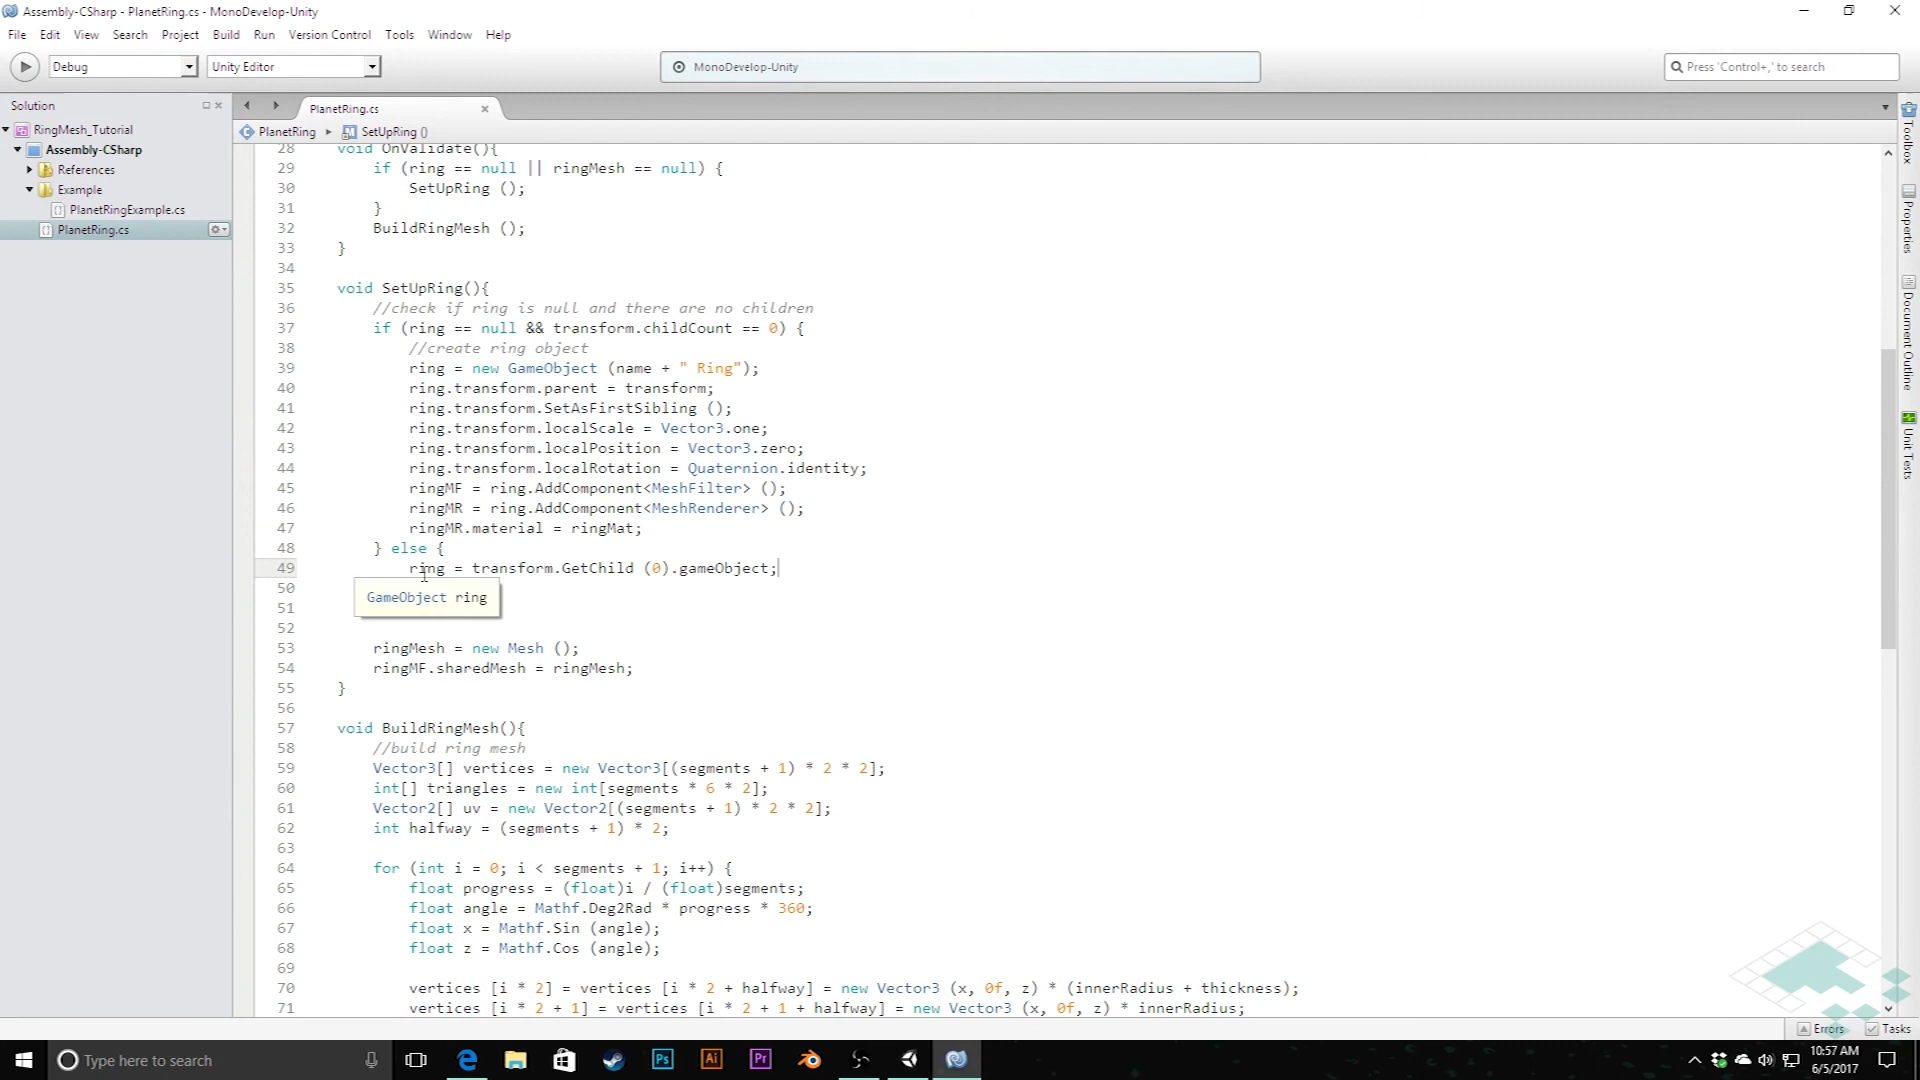 Assembly-CSharp - PlanetRing.cs - MonoDevelop-Unity
File Edit View Search Project Build Run Version Control Tools Window Help
Debug Unity Editor MonoDevelop-Unity Press 'Control+,' to search
Solution
RingMesh_Tutorial
Assembly-CSharp
References
Example
PlanetRingExample.cs
PlanetRing.cs
PlanetRing.cs
PlanetRing SetUpRing ()
28 void OnValidate(){
29 if (ring == null || ringMesh == null) {
30 SetUpRing ();
31 }
32 BuildRingMesh ();
33 }
34
35 void SetUpRing(){
36 //check if ring is null and there are no children
37 if (ring == null && transform.childCount == 0) {
38 //create ring object
39 ring = new GameObject (name + " Ring");
40 ring.transform.parent = transform;
41 ring.transform.SetAsFirstSibling ();
42 ring.transform.localScale = Vector3.one;
43 ring.transform.localPosition = Vector3.zero;
44 ring.transform.localRotation = Quaternion.identity;
45 ringMF = ring.AddComponent<MeshFilter> ();
46 ringMR = ring.AddComponent<MeshRenderer> ();
47 ringMR.material = ringMat;
48 } else {
49 ring = transform.GetChild (0).gameObject;
50
GameObject ring
51
52
53 ringMesh = new Mesh ();
54 ringMF.sharedMesh = ringMesh;
55 }
56
57 void BuildRingMesh(){
58 //build ring mesh
59 Vector3[] vertices = new Vector3[(segments + 1) * 2 * 2];
60 int[] triangles = new int[segments * 6 * 2];
61 Vector2[] uv = new Vector2[(segments + 1) * 2 * 2];
62 int halfway = (segments + 1) * 2;
63
64 for (int i = 0; i < segments + 1; i++) {
65 float progress = (float)i / (float)segments;
66 float angle = Mathf.Deg2Rad * progress * 360;
67 float x = Mathf.Sin (angle);
68 float z = Mathf.Cos (angle);
69
70 vertices [i * 2] = vertices [i * 2 + halfway] = new Vector3 (x, 0f, z) * (innerRadius + thickness);
71 vertices [i * 2 + 1] = vertices [i * 2 + 1 + halfway] = new Vector3 (x, 0f, z) * innerRadius;
Toolbox
Properties
Document Outline
Unit Tests
Errors Tasks
Type here to search
Ps Ai Pr
10:57 AM
6/5/2017